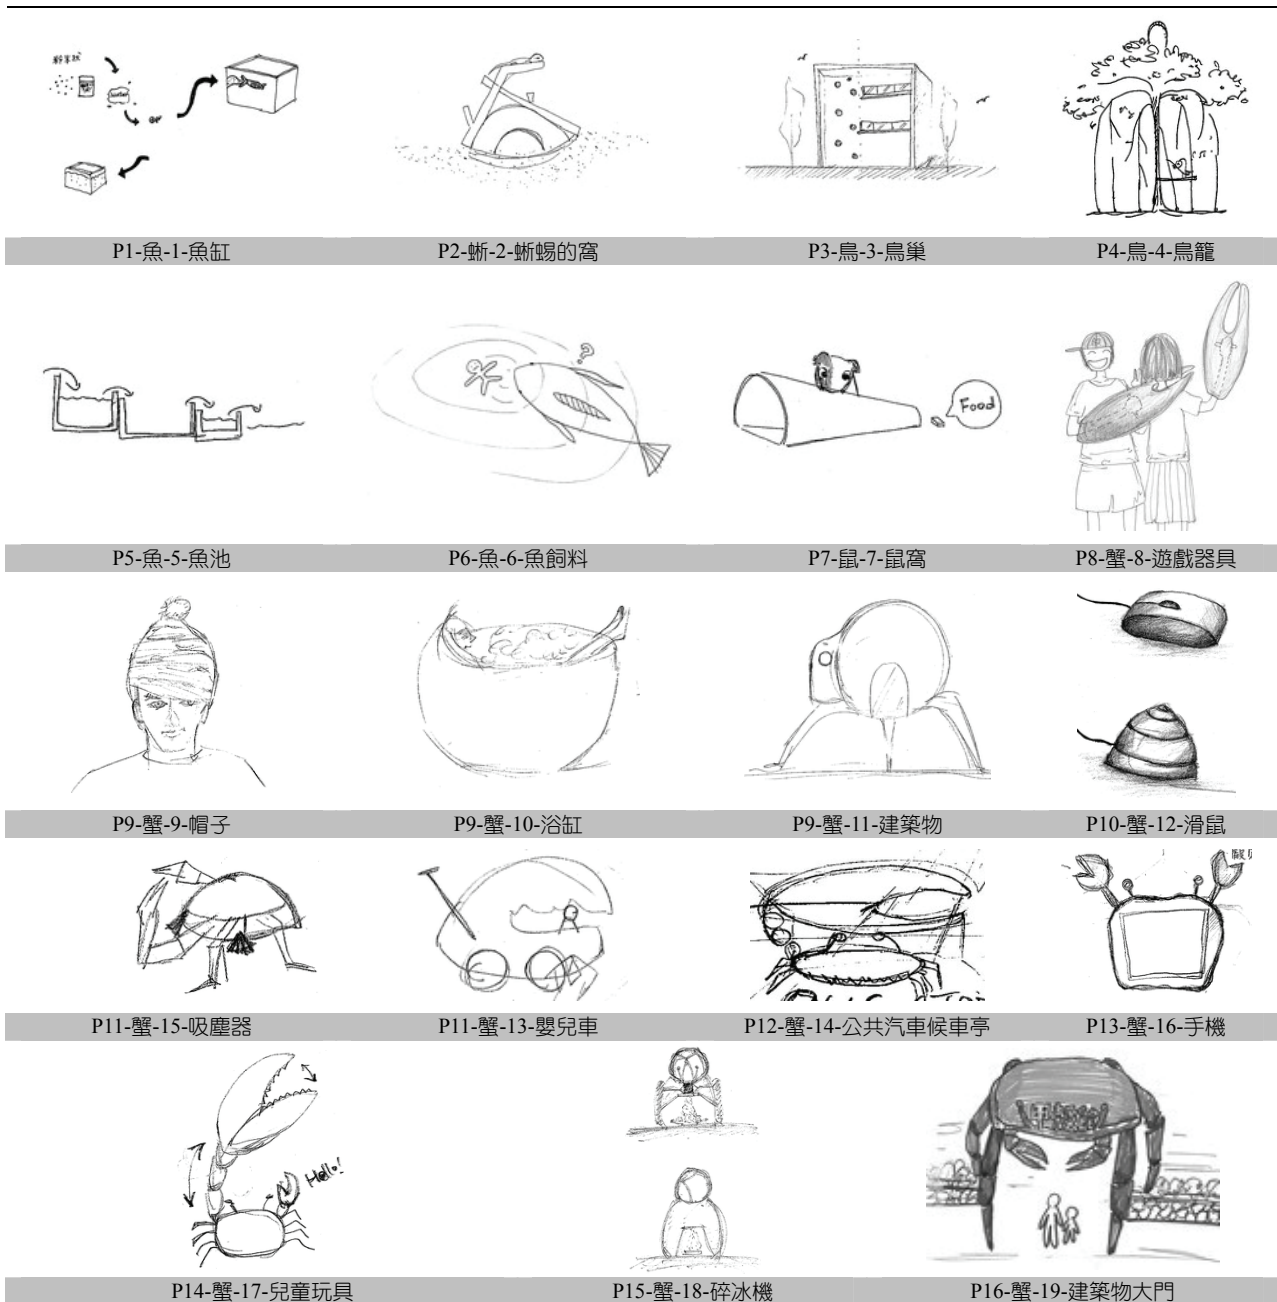 P1-魚-1-魚缸
P2-蜥-2-蜥蜴的窩
P3-鳥-3-鳥巢
P4-鳥-4-鳥籠
Food
P5-魚-5-魚池
P6-魚-6-魚飼料
P7-鼠-7-鼠窩
P8-蟹-8-遊戲器具
P9-蟹-9-帽子
P9-蟹-10-浴缸
P9-蟹-11-建築物
P10-蟹-12-滑鼠
P11-蟹-15-吸塵器
P11-蟹-13-嬰兒車
P12-蟹-14-公共汽車候車亭
P13-蟹-16-手機
Hello!
P14-蟹-17-兒童玩具
P15-蟹-18-碎冰機
P16-蟹-19-建築物大門